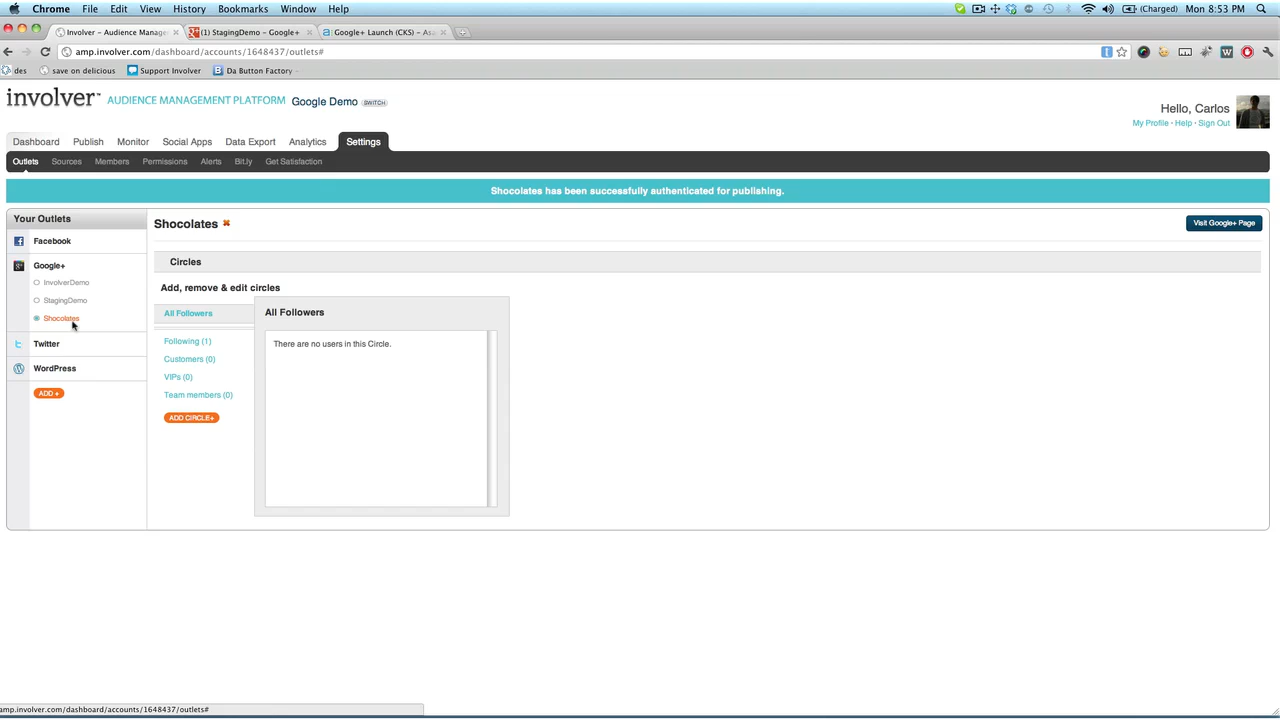 Chrome File Edit View History Bookmarks Window Help (Charged) Mon 8:53 PM
Involver – Audience Manage (1) StagingDemo – Google+ Google+ Launch (CKS) – Asa
amp.involver.com/dashboard/accounts/1648437/outlets#
des save on delicious Support Involver Da Button Factory
involver™ AUDIENCE MANAGEMENT PLATFORM Google Demo SWITCH
Hello, Carlos
My Profile · Help · Sign Out
Dashboard Publish Monitor Social Apps Data Export Analytics Settings
Outlets Sources Members Permissions Alerts Bit.ly Get Satisfaction
Shocolates has been successfully authenticated for publishing.
Your Outlets
Facebook
Google+
InvolverDemo
StagingDemo
Shocolates
Twitter
WordPress
ADD +
Shocolates
Visit Google+ Page
Circles
Add, remove & edit circles
All Followers
Following (1)
Customers (0)
VIPs (0)
Team members (0)
ADD CIRCLE+
All Followers
There are no users in this Circle.
amp.involver.com/dashboard/accounts/1648437/outlets#